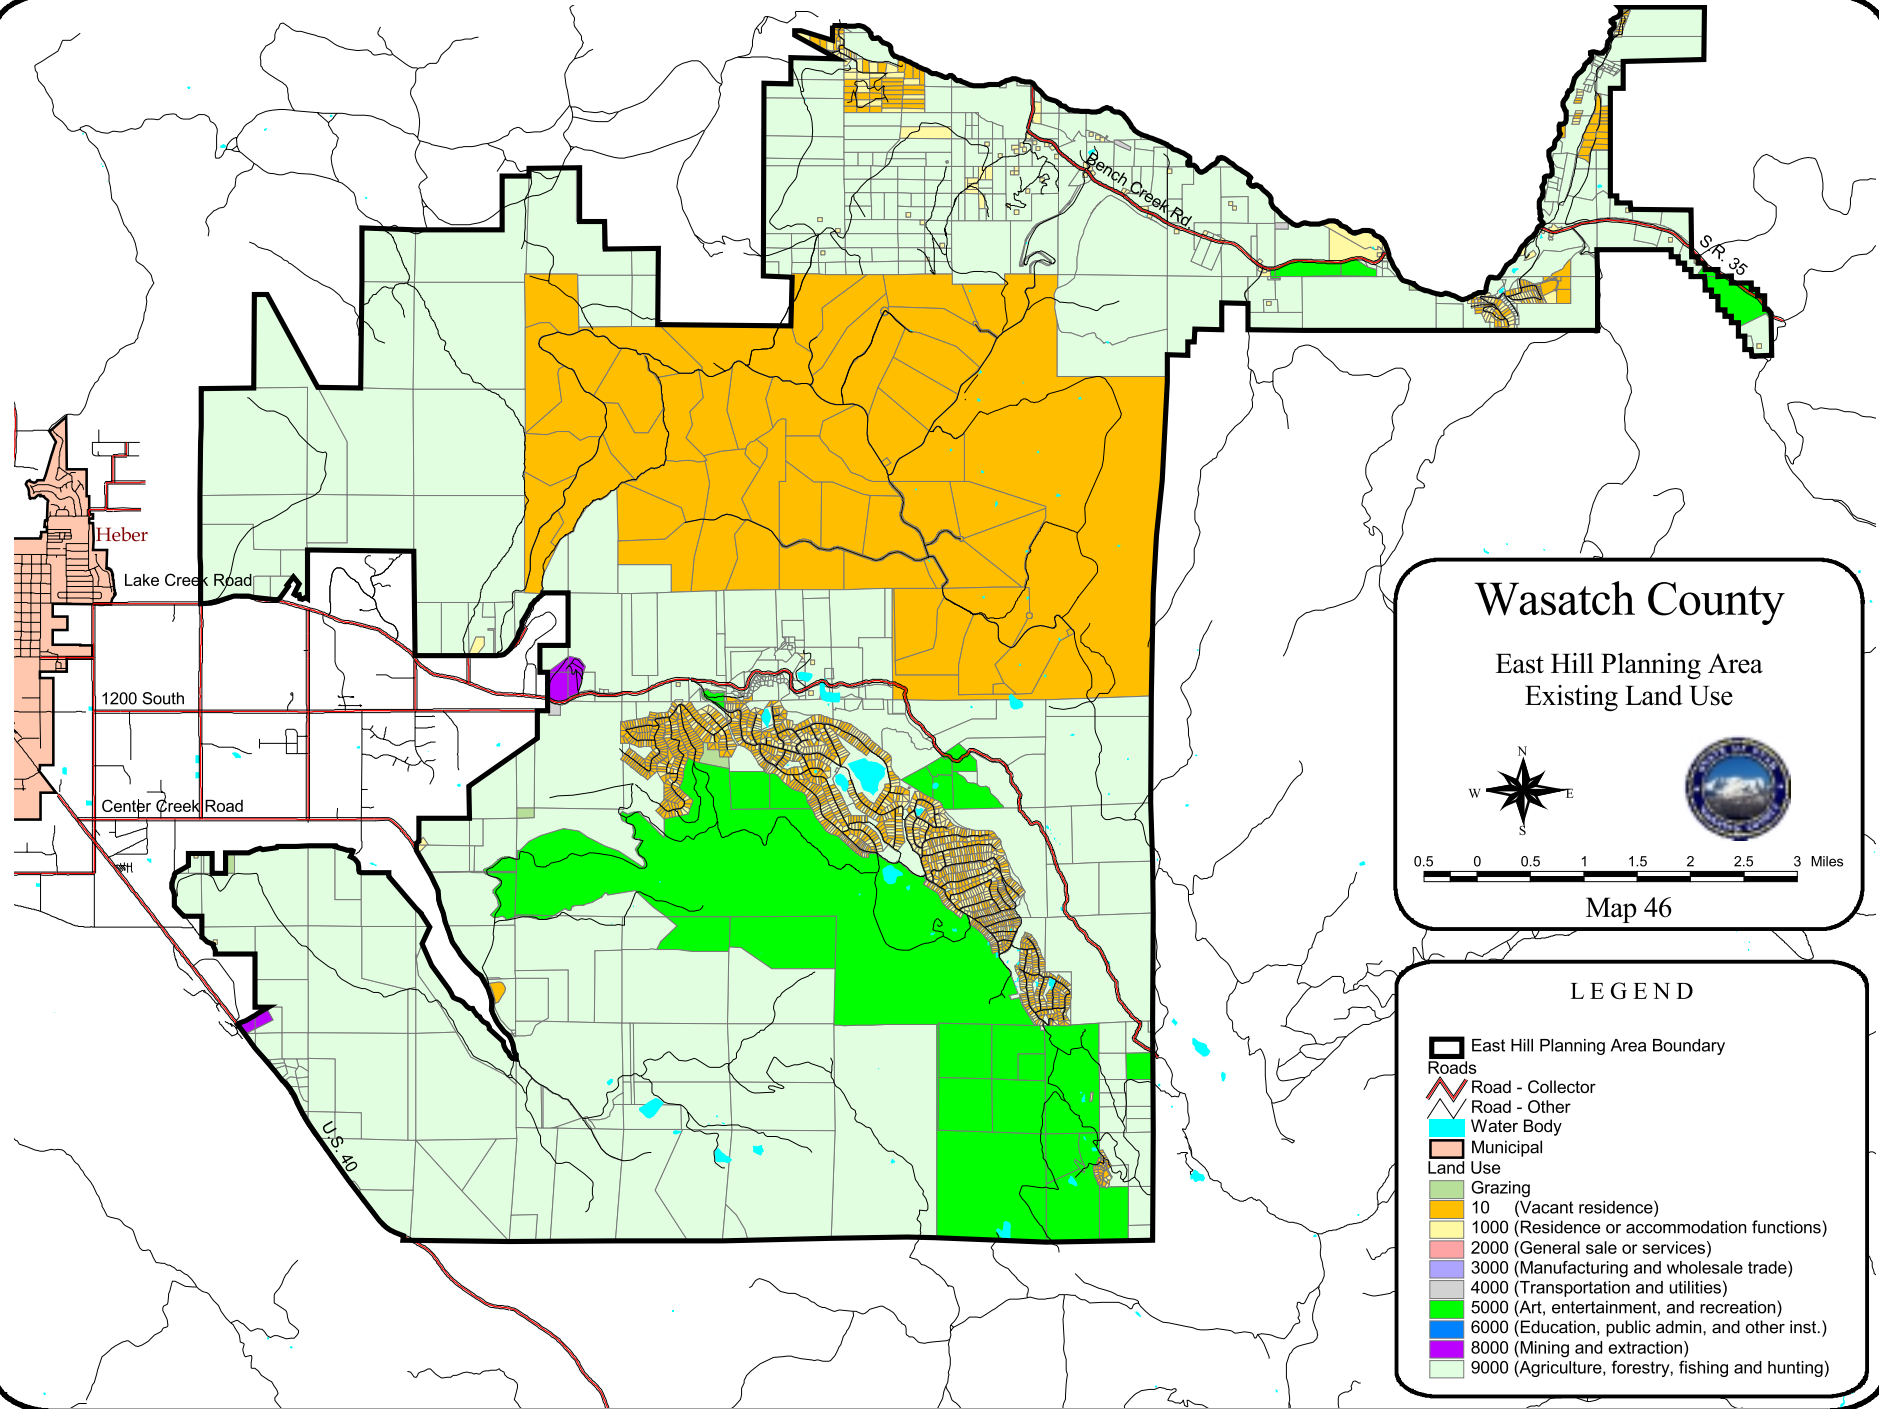 Bench Creek Rd
S.R. 35
Heber
Lake Creek Road
1200 South
Center Creek Road
U.S. 40
Wasatch County
East Hill Planning Area
Existing Land Use
N
W E
S
0.5 0 0.5 1 1.5 2 2.5 3 Miles
Map 46
LEGEND
East Hill Planning Area Boundary
Roads
Road - Collector
Road - Other
Water Body
Municipal
Land Use
Grazing
10 (Vacant residence)
1000 (Residence or accommodation functions)
2000 (General sale or services)
3000 (Manufacturing and wholesale trade)
4000 (Transportation and utilities)
5000 (Art, entertainment, and recreation)
6000 (Education, public admin, and other inst.)
8000 (Mining and extraction)
9000 (Agriculture, forestry, fishing and hunting)